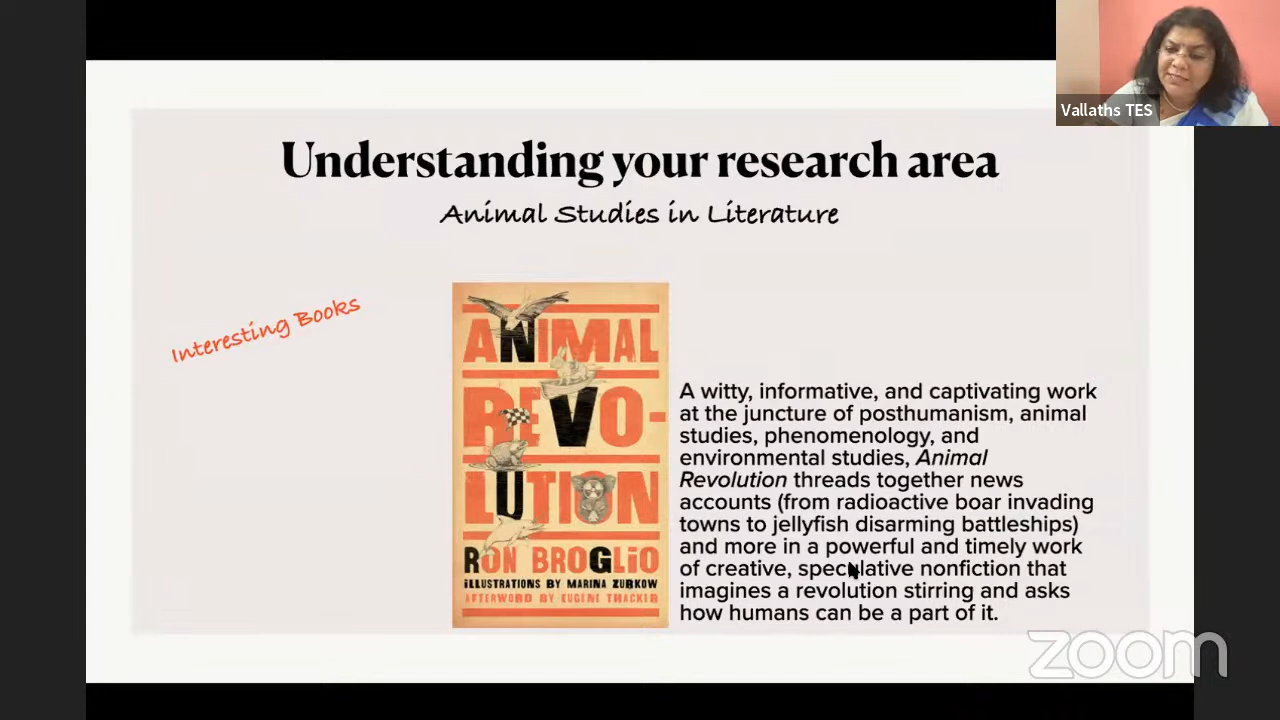 Vallaths TES
Understanding your research area
Animal Studies in Literature
Interesting Books
ANIMAL
REVO-
LUTION
RON BROGLIO
ILLUSTRATIONS BY MARINA ZURKOW
AFTERWORD BY EUGENE THACKER
A witty, informative, and captivating work
at the juncture of posthumanism, animal
studies, phenomenology, and
environmental studies, Animal
Revolution threads together news
accounts (from radioactive boar invading
towns to jellyfish disarming battleships)
and more in a powerful and timely work
of creative, speculative nonfiction that
imagines a revolution stirring and asks
how humans can be a part of it.
zoom